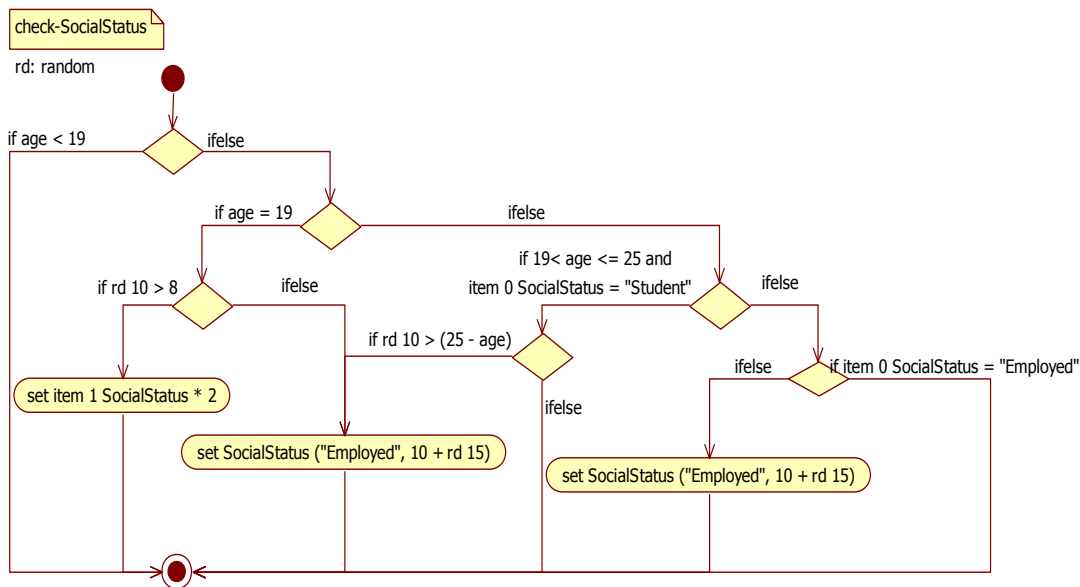 check-SocialStatus
rd: random
if age < 19
ifelse
if age = 19
ifelse
if 19< age <= 25 and
item 0 SocialStatus = "Student"
ifelse
if rd 10 > 8
ifelse
if rd 10 > (25 - age)
ifelse
ifelse
if item 0 SocialStatus = "Employed"
set item 1 SocialStatus * 2
set SocialStatus ("Employed", 10 + rd 15)
set SocialStatus ("Employed", 10 + rd 15)